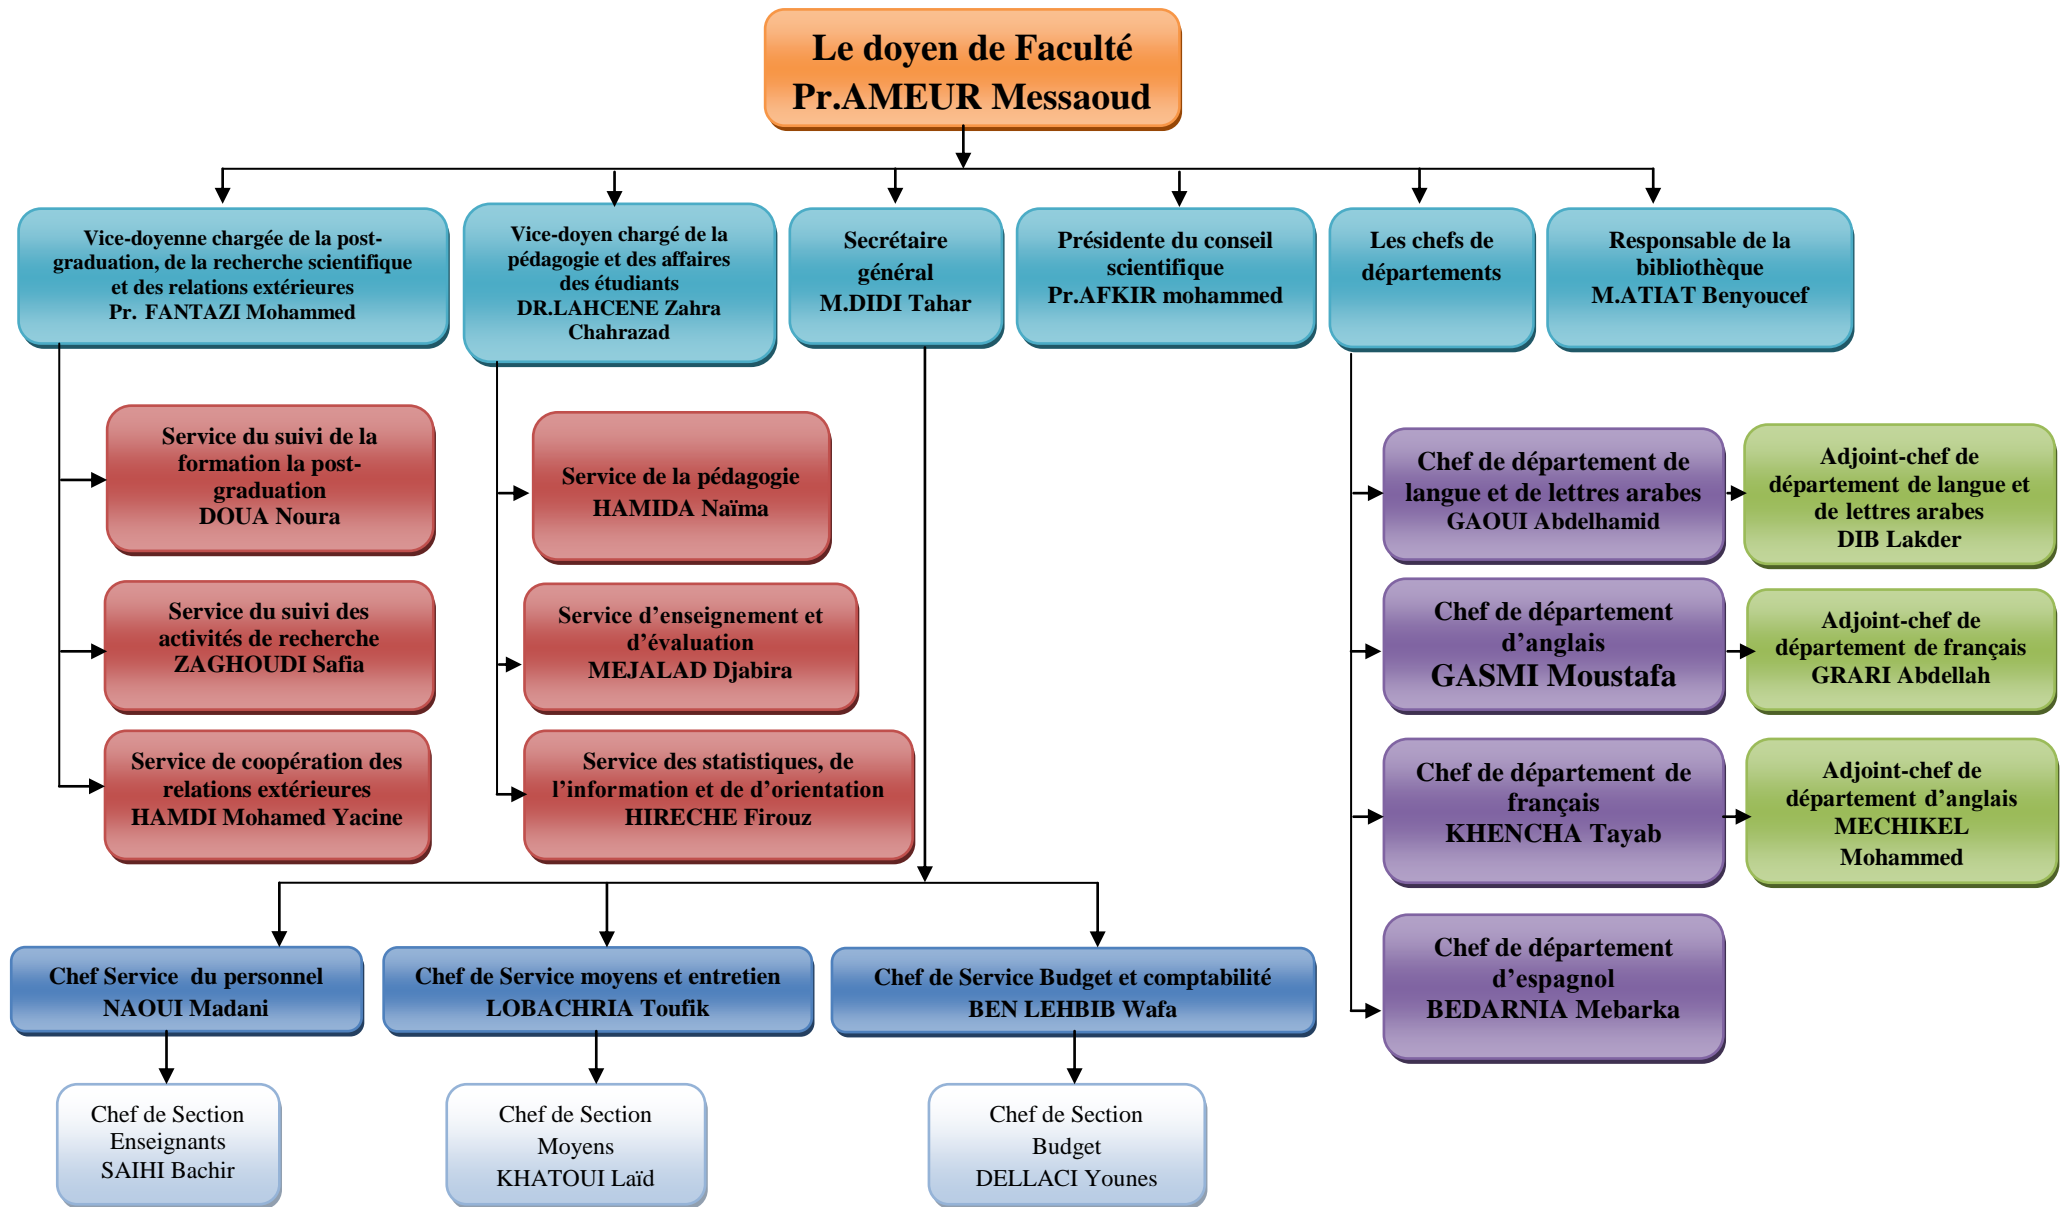 Le doyen de Faculté
Pr.AMEUR Messaoud
Vice-doyenne chargée de la post-
graduation, de la recherche scientifique
et des relations extérieures
Pr. FANTAZI Mohammed
Vice-doyen chargé de la
pédagogie et des affaires
des étudiants
DR.LAHCENE Zahra
Chahrazad
Secrétaire
général
M.DIDI Tahar
Présidente du conseil
scientifique
Pr.AFKIR mohammed
Les chefs de
départements
Responsable de la
bibliothèque
M.ATIAT Benyoucef
Service du suivi de la
formation la post-
graduation
DOUA Noura
Service du suivi des
activités de recherche
ZAGHOUDI Safia
Service de coopération des
relations extérieures
HAMDI Mohamed Yacine
Service de la pédagogie
HAMIDA Naïma
Service d’enseignement et
d’évaluation
MEJALAD Djabira
Service des statistiques, de
l’information et de d’orientation
HIRECHE Firouz
Chef de département de
langue et de lettres arabes
GAOUI Abdelhamid
Adjoint-chef de
département de langue et
de lettres arabes
DIB Lakder
Chef de département
d’anglais
GASMI Moustafa
Adjoint-chef de
département de français
GRARI Abdellah
Chef de département de
français
KHENCHA Tayab
Adjoint-chef de
département d’anglais
MECHIKEL
Mohammed
Chef de département
d’espagnol
BEDARNIA Mebarka
Chef Service du personnel
NAOUI Madani
Chef de Service moyens et entretien
LOBACHRIA Toufik
Chef de Service Budget et comptabilité
BEN LEHBIB Wafa
Chef de Section
Enseignants
SAIHI Bachir
Chef de Section
Moyens
KHATOUI Laïd
Chef de Section
Budget
DELLACI Younes